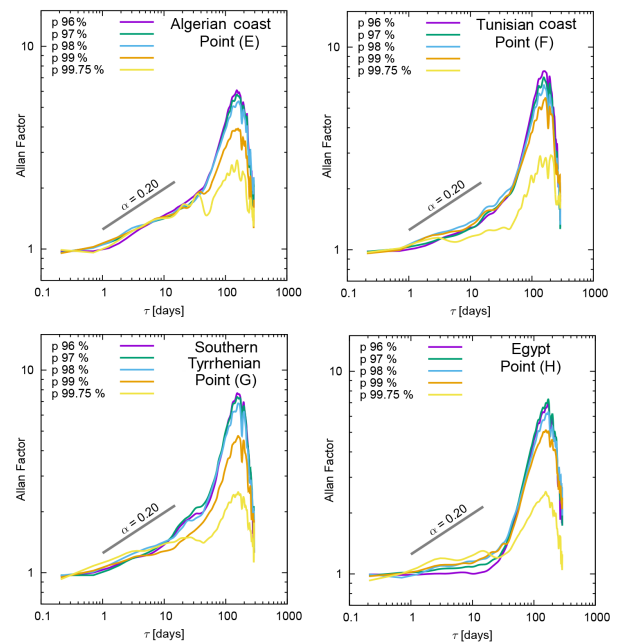 p 96 %
p 97 %
p 98 %
p 99 %
p 99.75 %
Algerian coast
Point (E)
10
1
Allan Factor
α = 0.20
0.1 1 10 100 1000
τ [days]
p 96 %
p 97 %
p 98 %
p 99 %
p 99.75 %
Tunisian coast
Point (F)
10
1
Allan Factor
α = 0.20
0.1 1 10 100 1000
τ [days]
p 96 %
p 97 %
p 98 %
p 99 %
p 99.75 %
Southern
Tyrrhenian
Point (G)
10
1
Allan Factor
α = 0.20
0.1 1 10 100 1000
τ [days]
p 96 %
p 97 %
p 98 %
p 99 %
p 99.75 %
Egypt
Point (H)
10
1
Allan Factor
α = 0.20
0.1 1 10 100 1000
τ [days]